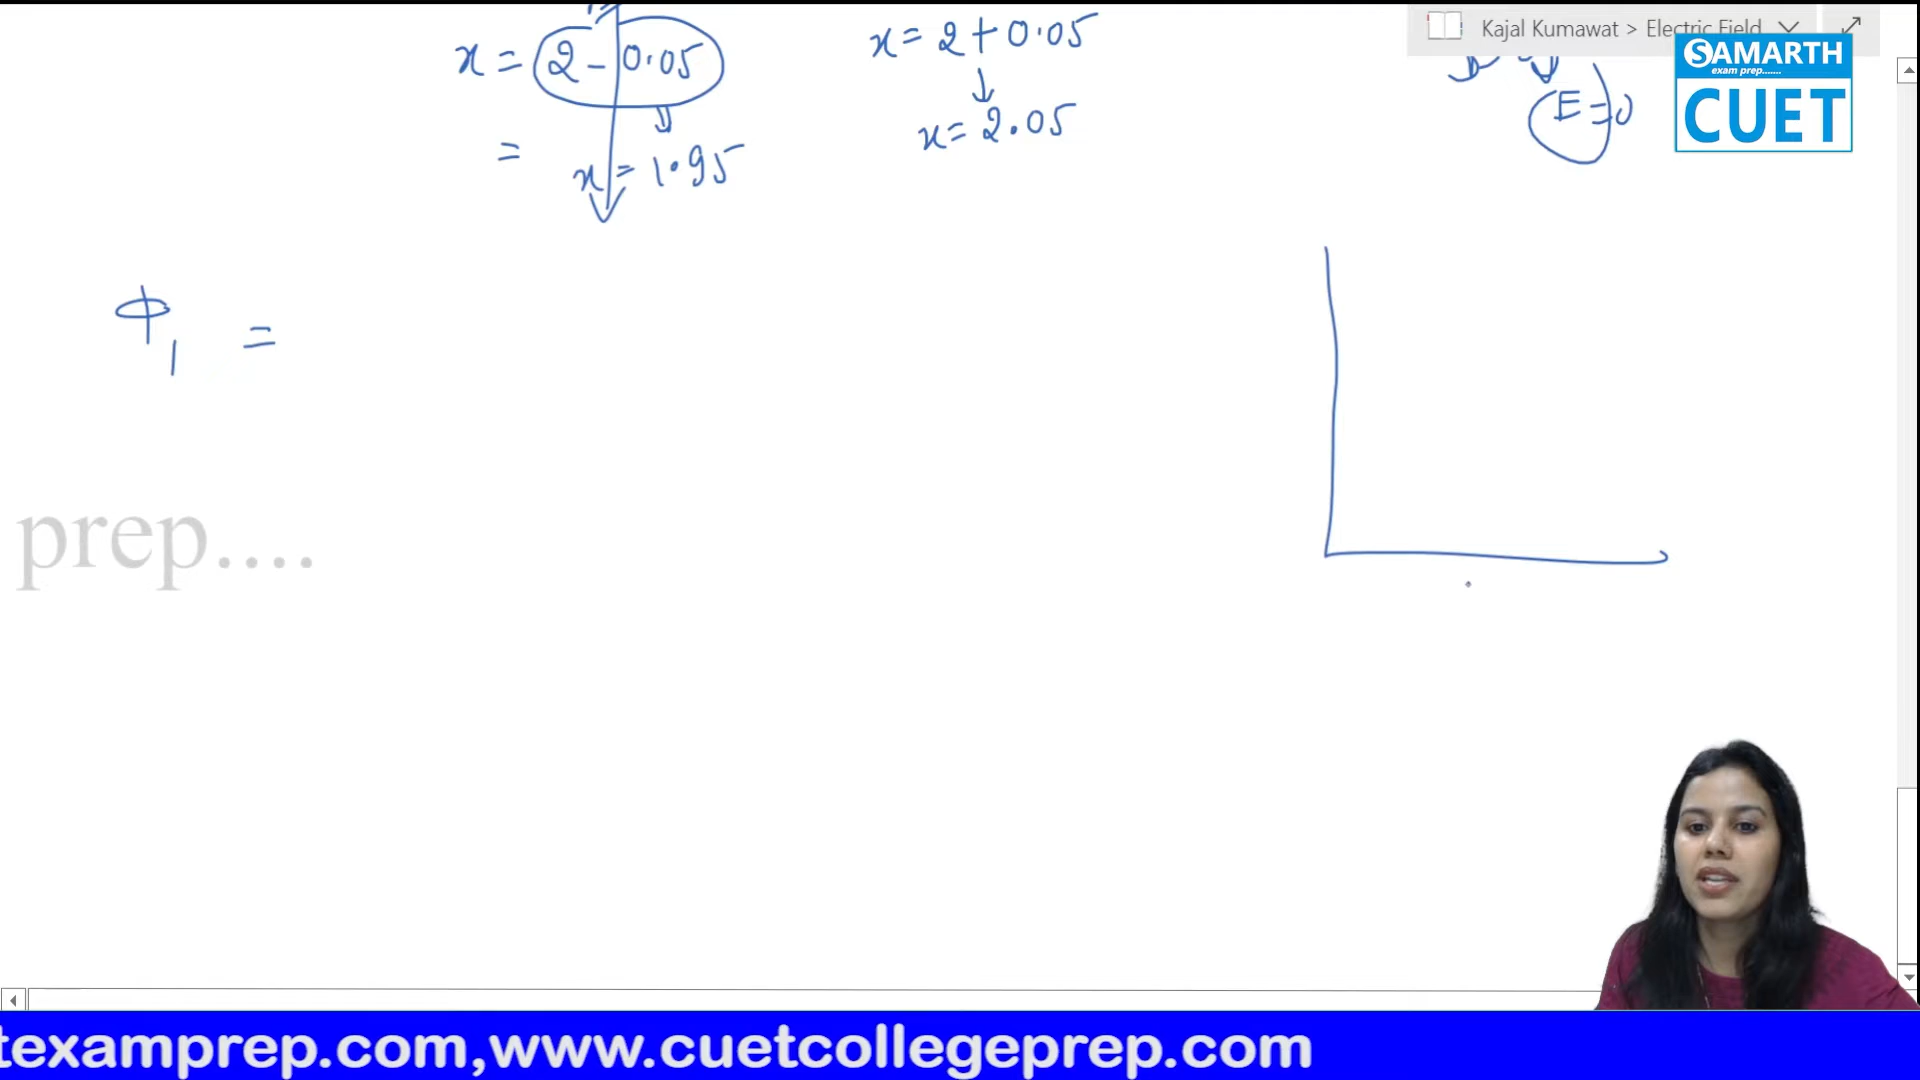 x = 2 - 0.05
x = 2 + 0.05
= x = 1.95
x = 2.05
E = 0
Kajal Kumawat > Electric Field
SAMARTH
exam prep......
CUET
Φ1 =
prep....
texamprep.com,www.cuetcollegeprep.com